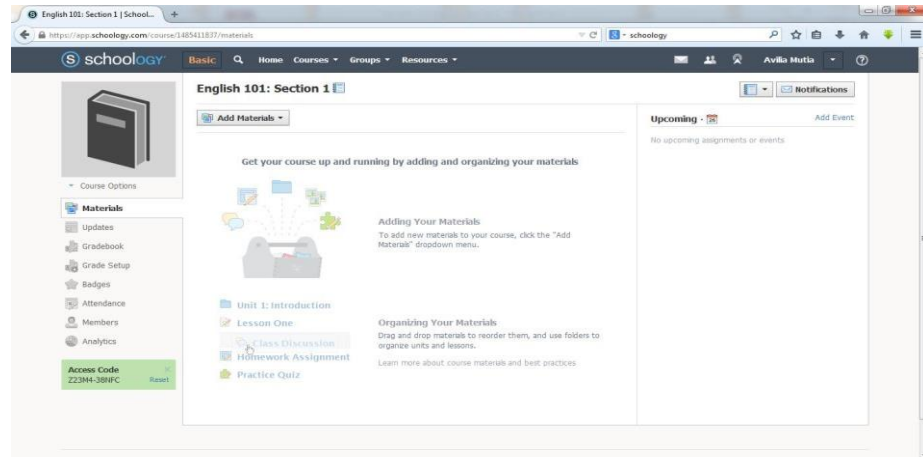 English 101: Section 1 | School...
https://app.schoology.com/course/1485411837/materials
schoology
S schoology
Basic Home Courses Groups Resources
Avilla Mutia
English 101: Section 1
Notifications
Add Materials
Upcoming
Add Event
No upcoming assignments or events
Get your course up and running by adding and organizing your materials
Course Options
Materials
Updates
Gradebook
Grade Setup
Badges
Attendance
Members
Analytics
Access Code
Z23M4-38NFC Reset
Adding Your Materials
To add new materials to your course, click the "Add
Materials" dropdown menu.
Unit 1: Introduction
Lesson One
Class Discussion
Homework Assignment
Practice Quiz
Organizing Your Materials
Drag and drop materials to reorder them, and use folders to
organize units and lessons.
Learn more about course materials and best practices